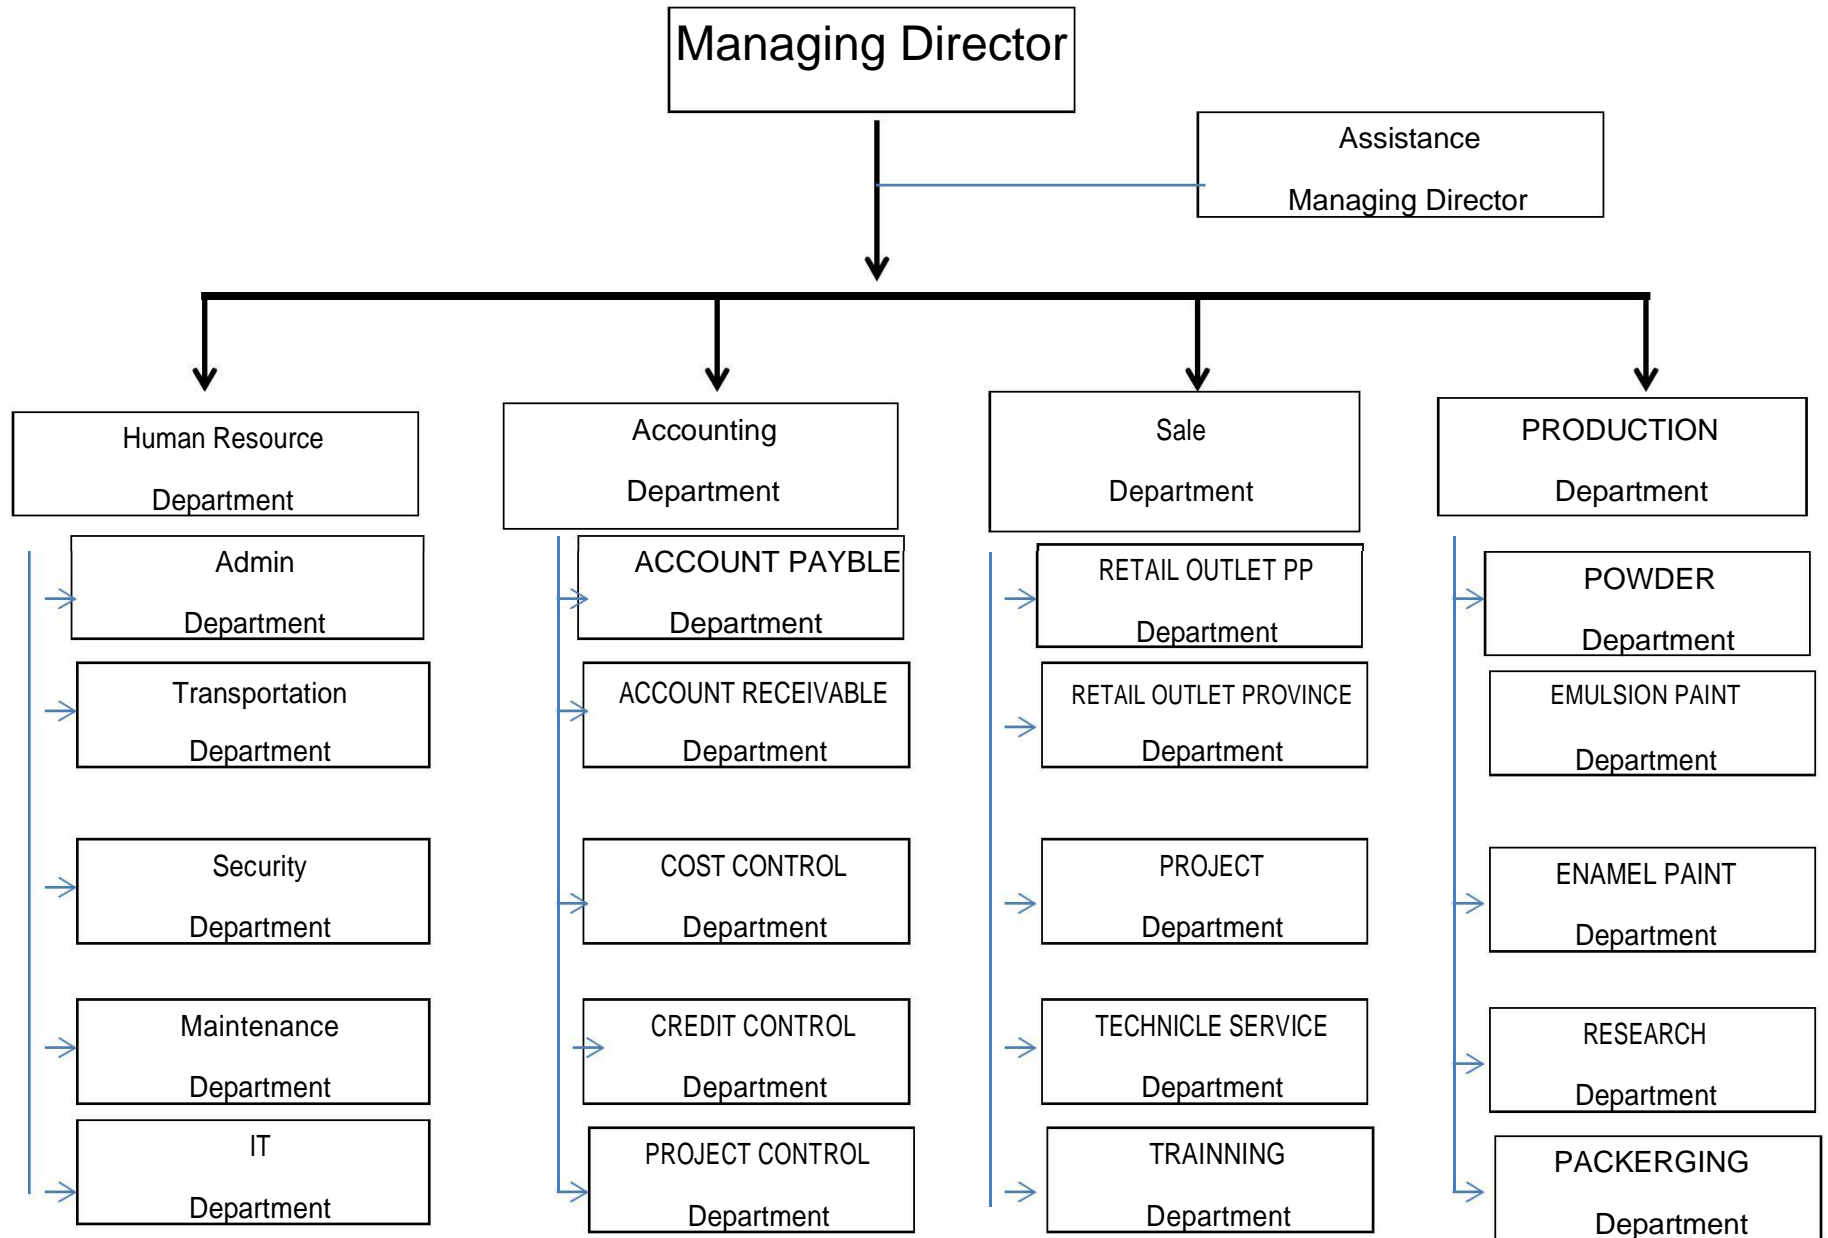 Managing Director
Assistance
Managing Director
Human Resource
Department
Admin
Department
Transportation
Department
Security
Department
Maintenance
Department
IT
Department
Accounting
Department
ACCOUNT PAYBLE
Department
ACCOUNT RECEIVABLE
Department
COST CONTROL
Department
CREDIT CONTROL
Department
PROJECT CONTROL
Department
Sale
Department
RETAIL OUTLET PP
Department
RETAIL OUTLET PROVINCE
Department
PROJECT
Department
TECHNICLE SERVICE
Department
TRAINNING
Department
PRODUCTION
Department
POWDER
Department
EMULSION PAINT
Department
ENAMEL PAINT
Department
RESEARCH
Department
PACKERGING
Department